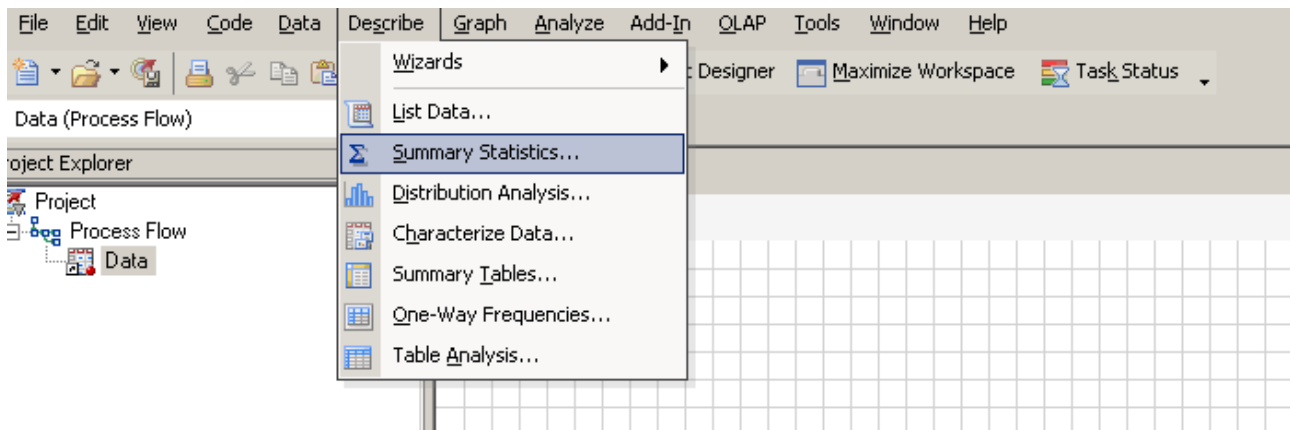 File Edit View Code Data Describe Graph Analyze Add-In OLAP Tools Window Help
Designer Maximize Workspace Task Status
Data (Process Flow)
roject Explorer
Project
Process Flow
Data
Wizards
List Data...
Summary Statistics...
Distribution Analysis...
Characterize Data...
Summary Tables...
One-Way Frequencies...
Table Analysis...